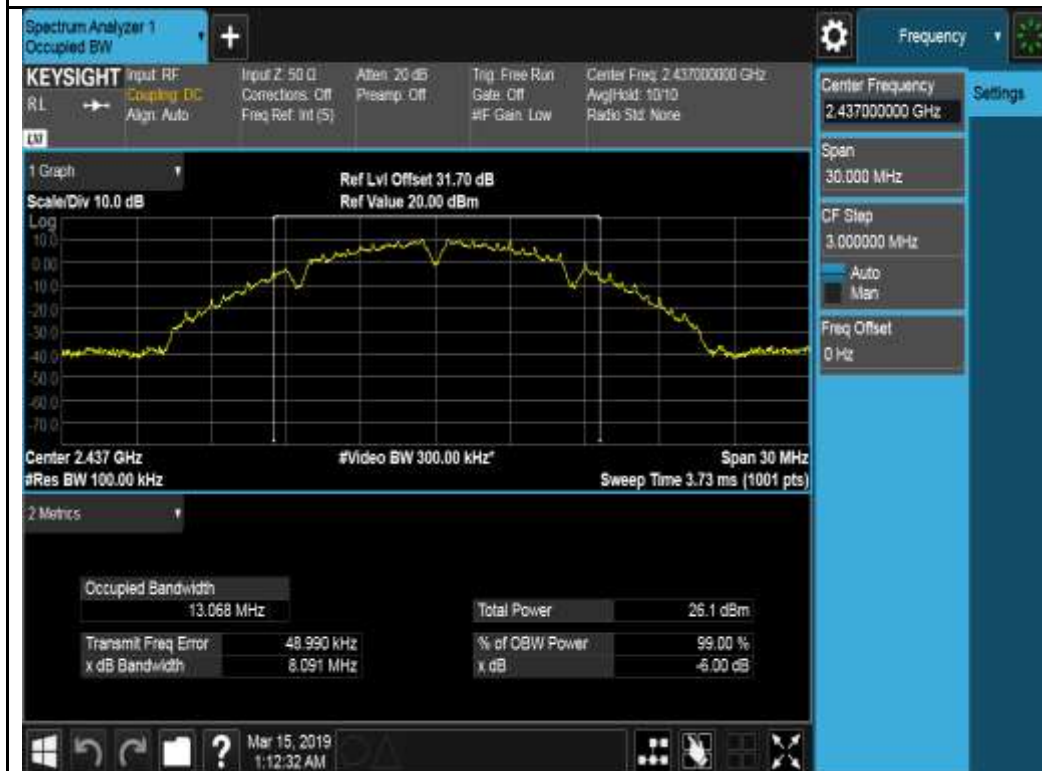 Spectrum Analyzer 1
Occupied BW
+
Frequency
KEYSIGHT
RL
Input: RF
Coupling: DC
Align: Auto
Input Z: 50 Ω
Corrections: Off
Freq Ref: Int (S)
Atten: 20 dB
Preamp: Off
Trig: Free Run
Gate: Off
#IF Gain: Low
Center Freq: 2.437000000 GHz
Avg|Hold: 10/10
Radio Std: None
Center Frequency
2.437000000 GHz
Settings
Span
30.000 MHz
CF Step
3.000000 MHz
Auto
Man
Freq Offset
0 Hz
1 Graph
Scale/Div 10.0 dB
Ref Lvl Offset 31.70 dB
Ref Value 20.00 dBm
Log
10.0
0.00
-10.0
-20.0
-30.0
-40.0
-50.0
-60.0
-70.0
Center 2.437 GHz
#Video BW 300.00 kHz*
Span 30 MHz
#Res BW 100.00 kHz
Sweep Time 3.73 ms (1001 pts)
2 Metrics
Occupied Bandwidth
13.068 MHz
Total Power 26.1 dBm
Transmit Freq Error 48.990 kHz
% of OBW Power 99.00 %
x dB Bandwidth 8.091 MHz
x dB -6.00 dB
?
Mar 15, 2019
1:12:32 AM